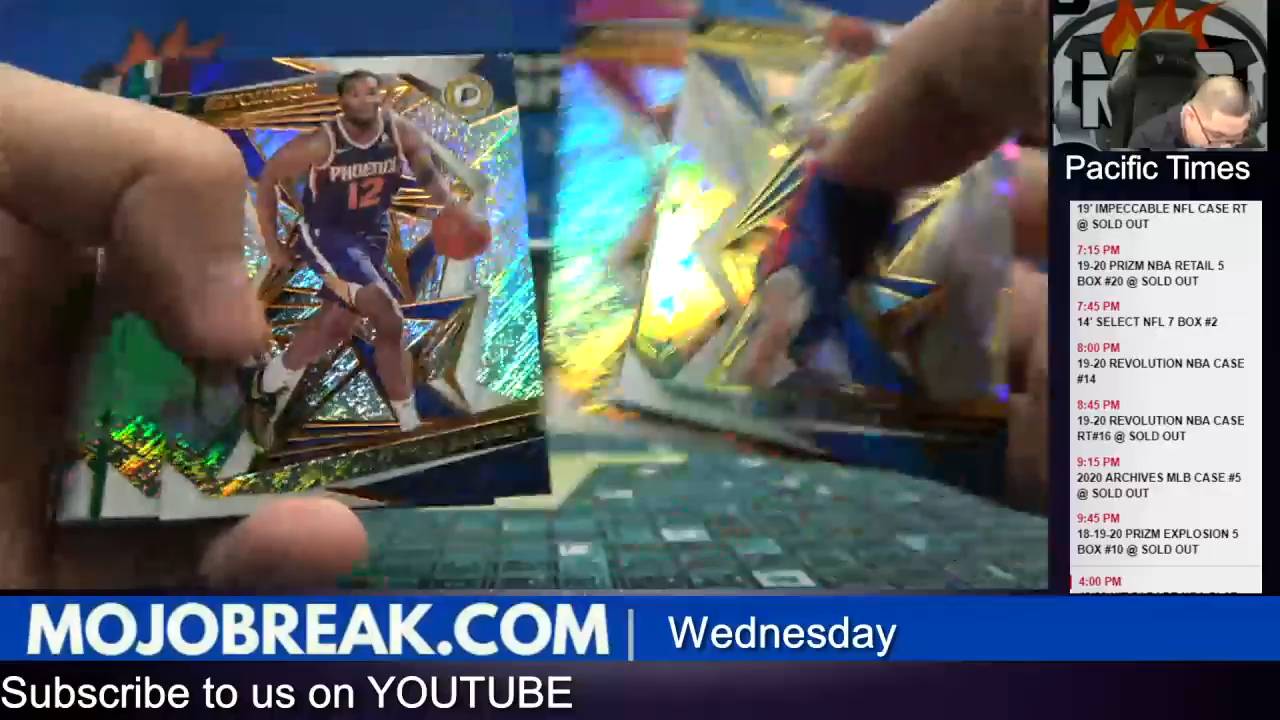 PHOENIX
12
Pacific Times
19' IMPECCABLE NFL CASE RT
@ SOLD OUT
7:15 PM
19-20 PRIZM NBA RETAIL 5
BOX #20 @ SOLD OUT
7:45 PM
14' SELECT NFL 7 BOX #2
8:00 PM
19-20 REVOLUTION NBA CASE
#14
8:45 PM
19-20 REVOLUTION NBA CASE
RT#16 @ SOLD OUT
9:15 PM
2020 ARCHIVES MLB CASE #5
@ SOLD OUT
9:45 PM
18-19-20 PRIZM EXPLOSION 5
BOX #10 @ SOLD OUT
4:00 PM
MOJOBREAK.COM | Wednesday
Subscribe to us on YOUTUBE